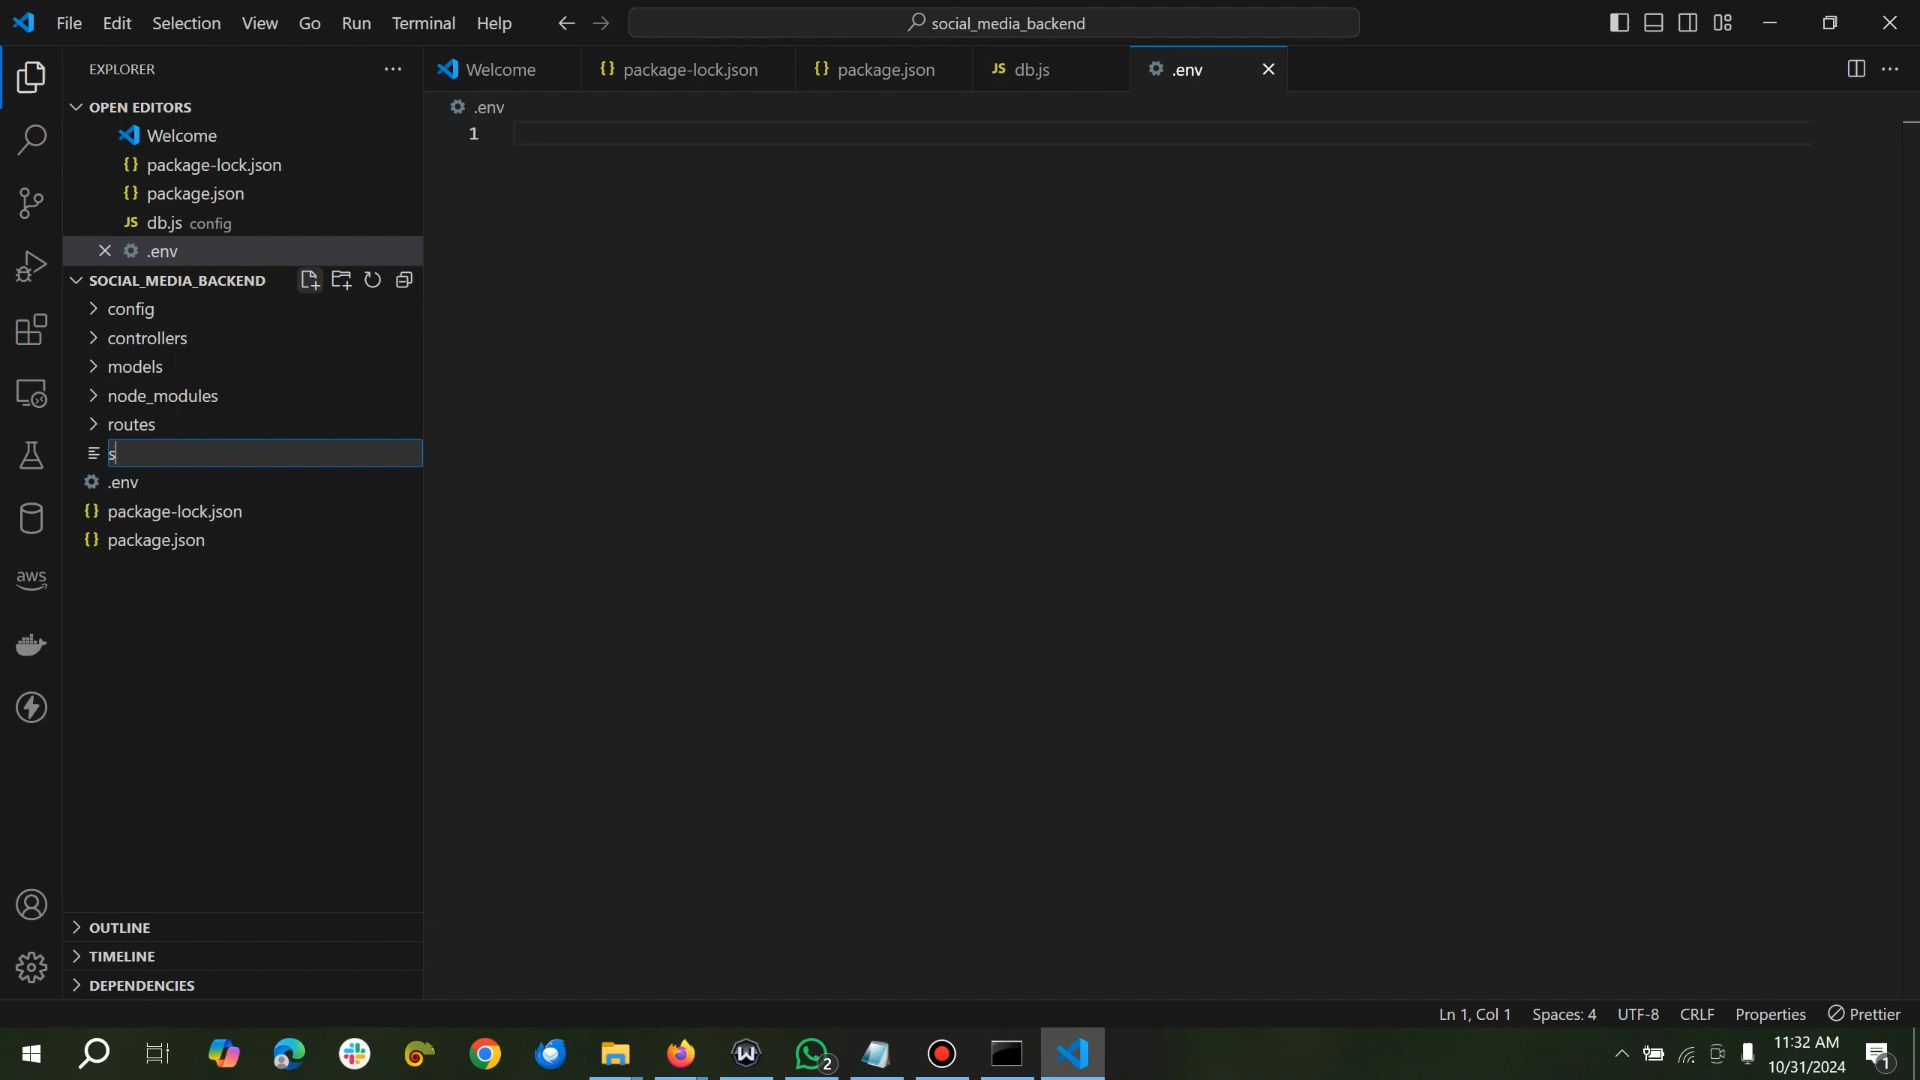 File Edit Selection View Go Run Terminal Help
social_media_backend
EXPLORER
Welcome
package-lock.json
package.json
JS db.js
.env
OPEN EDITORS
Welcome
package-lock.json
package.json
JS db.js config
.env
SOCIAL_MEDIA_BACKEND
config
controllers
models
node_modules
routes
s
.env
package-lock.json
package.json
.env
1
aws
OUTLINE
TIMELINE
DEPENDENCIES
Ln 1, Col 1 Spaces: 4 UTF-8 CRLF Properties Prettier
2
11:32 AM
10/31/2024
1